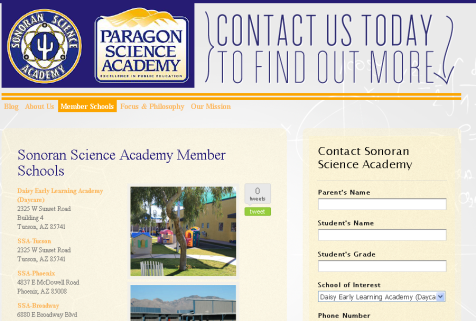 SONORAN SCIENCE
ACADEMY
PARAGON
SCIENCE
ACADEMY
EXCELLENCE IN PUBLIC EDUCATION
CONTACT US TODAY
TO FIND OUT MORE
Blog About Us Member Schools Focus & Philosophy Our Mission
Sonoran Science Academy Member
Schools
Daisy Early Learning Academy
(Daycare)
2325 W Sunset Road
Building 4
Tucson, AZ 85741
SSA-Tucson
2325 W Sunset Road
Tucson, AZ 85741
SSA-Phoenix
4837 E McDowell Road
Phoenix, AZ 85008
SSA-Broadway
6880 E Broadway Blvd
0
tweets
tweet
Contact Sonoran
Science Academy
Parent's Name
Student's Name
Student's Grade
School of Interest
Daisy Early Learning Academy (Dayca
Phone Number